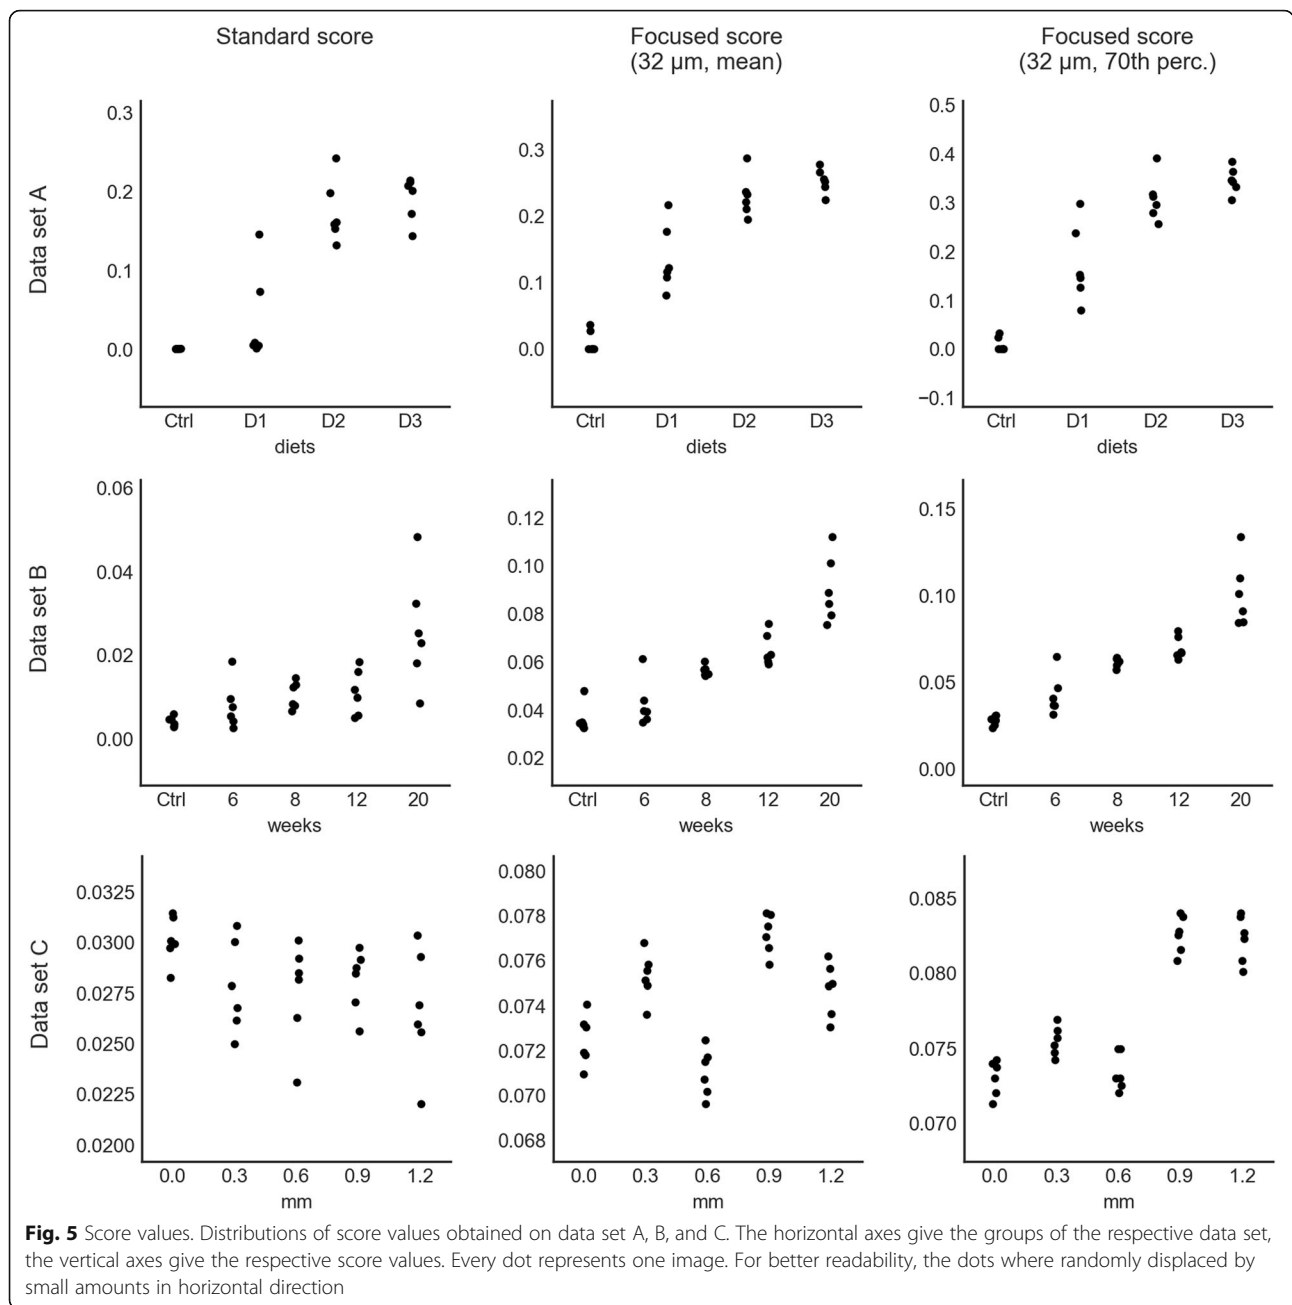 Standard score
Focused score
(32 µm, mean)
Focused score
(32 µm, 70th perc.)
Data set A
0.3
0.2
0.1
0.0
Ctrl D1 D2 D3
diets
0.3
0.2
0.1
0.0
Ctrl D1 D2 D3
diets
0.5
0.4
0.3
0.2
0.1
0.0
−0.1
Ctrl D1 D2 D3
diets
Data set B
0.06
0.04
0.02
0.00
Ctrl 6 8 12 20
weeks
0.12
0.10
0.08
0.06
0.04
0.02
Ctrl 6 8 12 20
weeks
0.15
0.10
0.05
0.00
Ctrl 6 8 12 20
weeks
Data set C
0.0325
0.0300
0.0275
0.0250
0.0225
0.0200
0.0 0.3 0.6 0.9 1.2
mm
0.080
0.078
0.076
0.074
0.072
0.070
0.068
0.0 0.3 0.6 0.9 1.2
mm
0.085
0.080
0.075
0.070
0.0 0.3 0.6 0.9 1.2
mm
Fig. 5 Score values. Distributions of score values obtained on data set A, B, and C. The horizontal axes give the groups of the respective data set,
the vertical axes give the respective score values. Every dot represents one image. For better readability, the dots where randomly displaced by
small amounts in horizontal direction